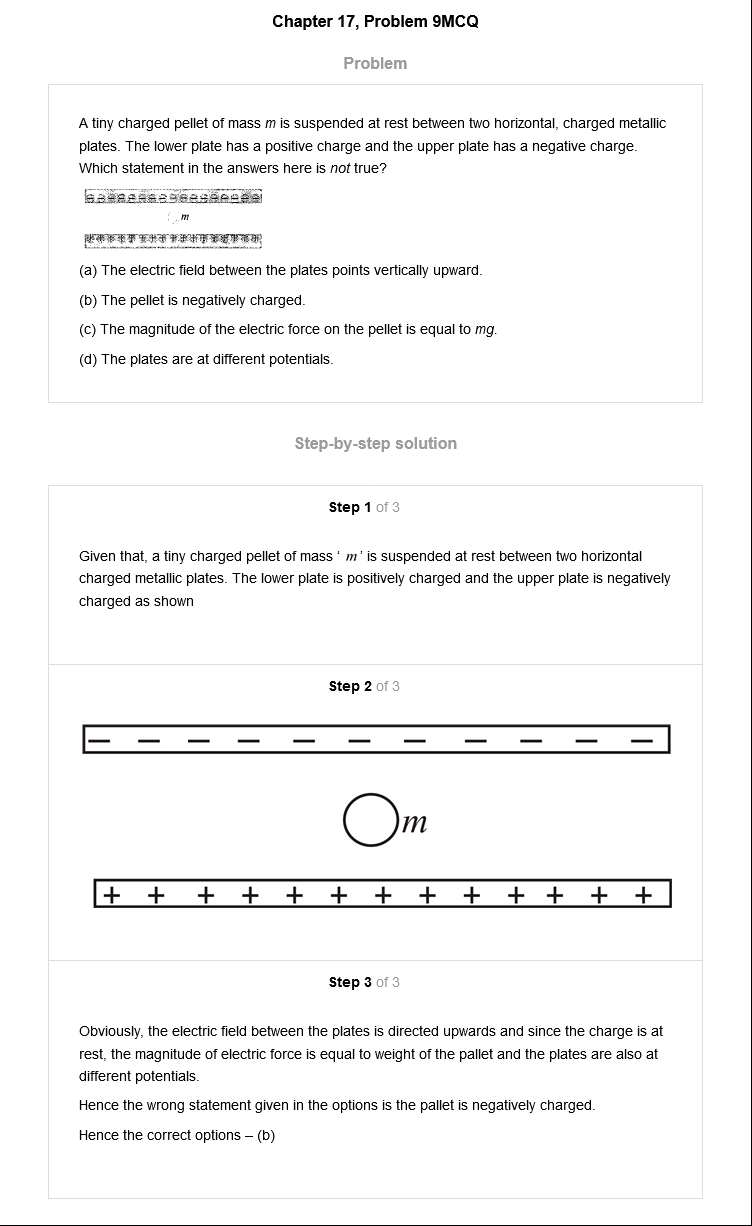 Chapter 17, Problem 9MCQ
Problem
A tiny charged pellet of mass m is suspended at rest between two horizontal, charged metallic
plates. The lower plate has a positive charge and the upper plate has a negative charge.
Which statement in the answers here is not true?
m
(a) The electric field between the plates points vertically upward.
(b) The pellet is negatively charged.
(c) The magnitude of the electric force on the pellet is equal to mg.
(d) The plates are at different potentials.
Step-by-step solution
Step 1 of 3
Given that, a tiny charged pellet of mass ‘ m ’ is suspended at rest between two horizontal
charged metallic plates. The lower plate is positively charged and the upper plate is negatively
charged as shown
Step 2 of 3
− − − − − − − − − − −
m
+ + + + + + + + + + + + +
Step 3 of 3
Obviously, the electric field between the plates is directed upwards and since the charge is at
rest, the magnitude of electric force is equal to weight of the pallet and the plates are also at
different potentials.
Hence the wrong statement given in the options is the pallet is negatively charged.
Hence the correct options – (b)